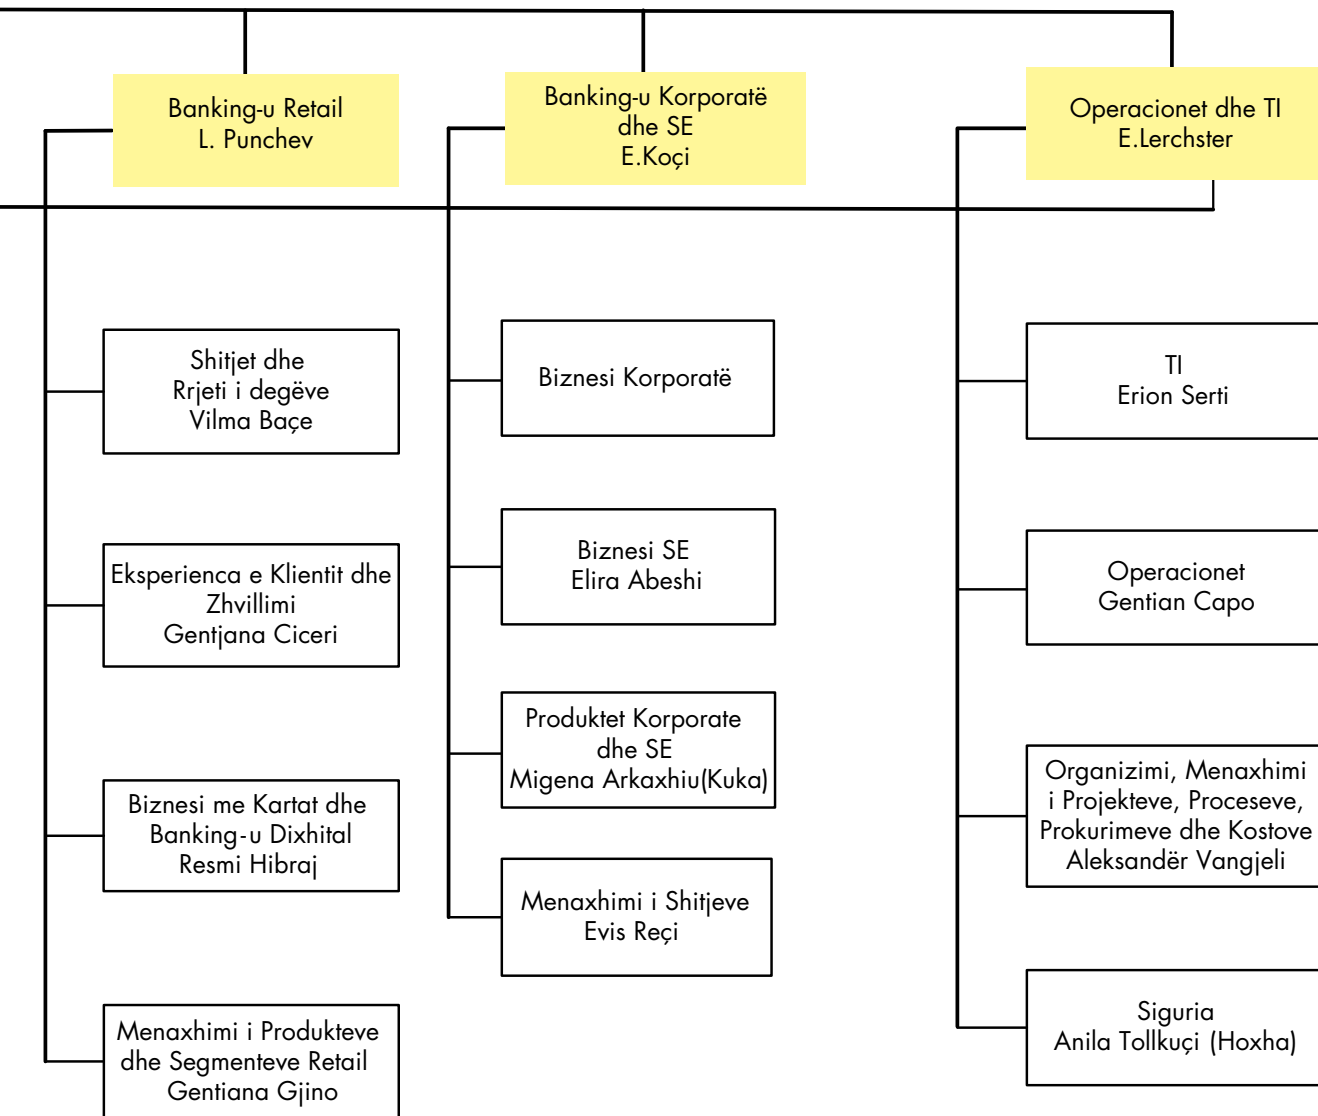 Banking-u Retail
L. Punchev
Shitjet dhe
Rrjeti i degëve
Vilma Baçe
Eksperienca e Klientit dhe
Zhvillimi
Gentjana Ciceri
Biznesi me Kartat dhe
Banking-u Dixhital
Resmi Hibraj
Menaxhimi i Produkteve
dhe Segmenteve Retail
Gentiana Gjino
Banking-u Korporatë
dhe SE
E.Koçi
Biznesi Korporatë
Biznesi SE
Elira Abeshi
Produktet Korporate
dhe SE
Migena Arkaxhiu(Kuka)
Menaxhimi i Shitjeve
Evis Reçi
Operacionet dhe TI
E.Lerchster
TI
Erion Serti
Operacionet
Gentian Capo
Organizimi, Menaxhimi
i Projekteve, Proceseve,
Prokurimeve dhe Kostove
Aleksandër Vangjeli
Siguria
Anila Tollkuçi (Hoxha)